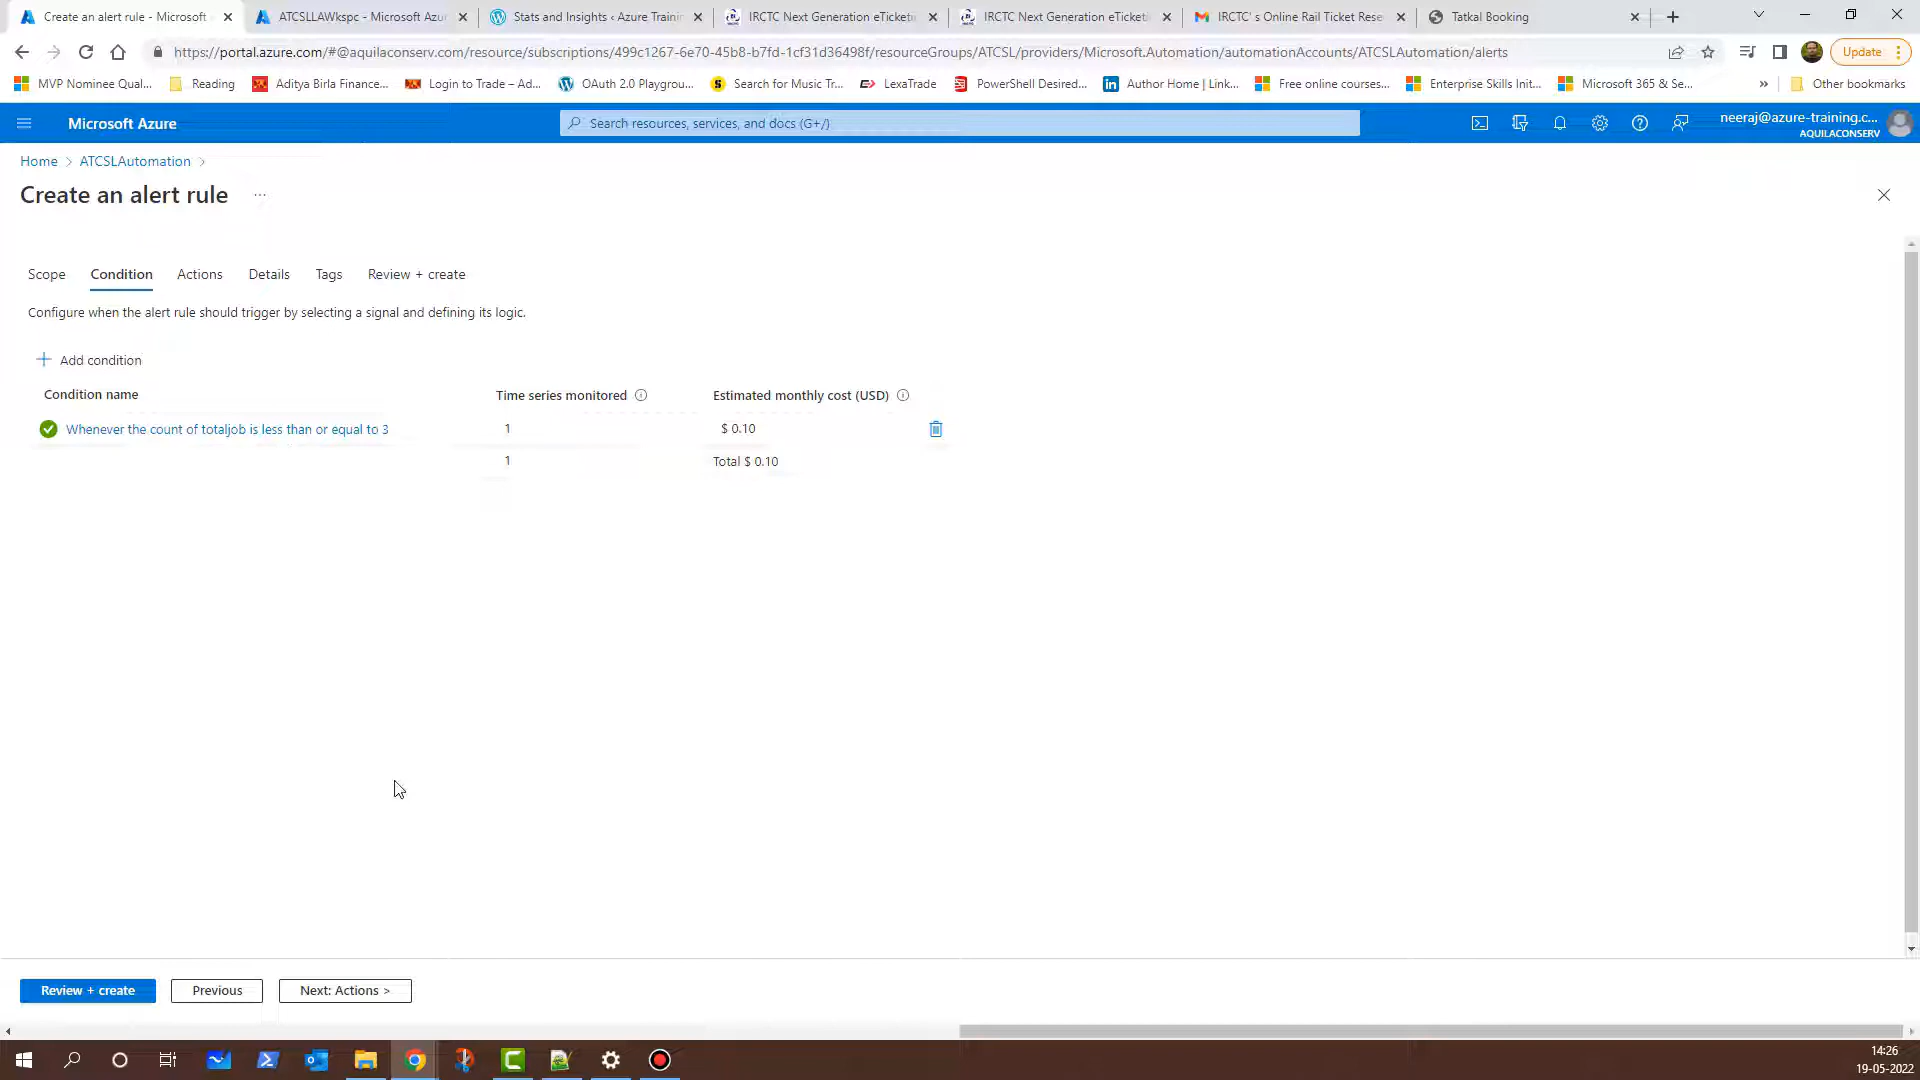 Create an alert rule - Microsoft
ATCSLLAWkspc - Microsoft Azur
Stats and Insights ‹ Azure Trainin
IRCTC Next Generation eTicketi
IRCTC Next Generation eTicketi
IRCTC' s Online Rail Ticket Rese
Tatkal Booking
https://portal.azure.com/#@aquilaconserv.com/resource/subscriptions/499c1267-6e70-45b8-b7fd-1cf31d36498f/resourceGroups/ATCSL/providers/Microsoft.Automation/automationAccounts/ATCSLAutomation/alerts
Update
MVP Nominee Qual...
Reading
Aditya Birla Finance...
Login to Trade – Ad...
OAuth 2.0 Playgrou...
Search for Music Tr...
LexaTrade
PowerShell Desired...
Author Home | Link...
Free online courses...
Enterprise Skills Init...
Microsoft 365 & Se...
»
Other bookmarks
Microsoft Azure
Search resources, services, and docs (G+/)
neeraj@azure-training.c...
AQUILACONSERV
Home > ATCSLAutomation >
Create an alert rule ...
Scope
Condition
Actions
Details
Tags
Review + create
Configure when the alert rule should trigger by selecting a signal and defining its logic.
+ Add condition
Condition name
Time series monitored
Estimated monthly cost (USD)
Whenever the count of totaljob is less than or equal to 3
1
$ 0.10
1
Total $ 0.10
Review + create
Previous
Next: Actions >
14:26
19-05-2022